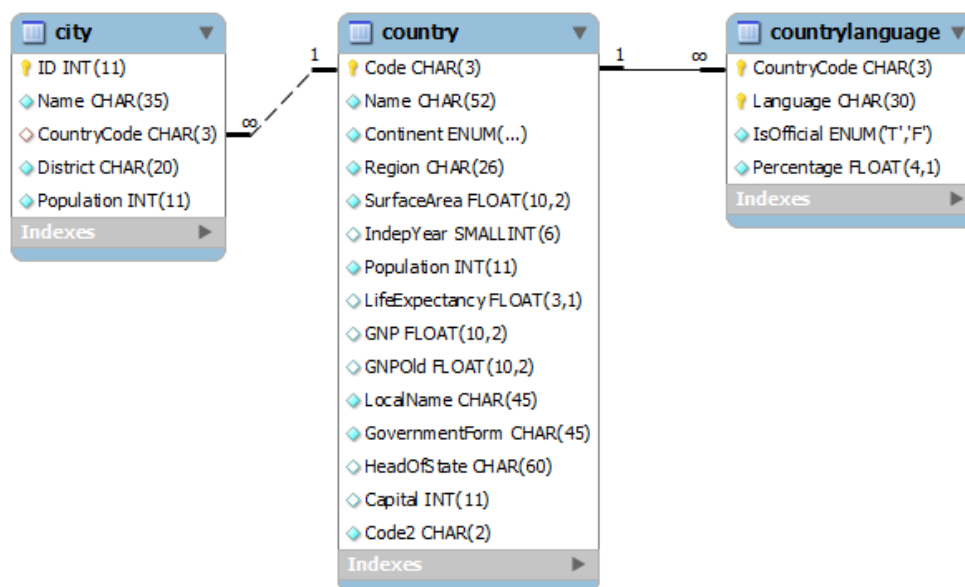 city
ID INT(11)
Name CHAR(35)
CountryCode CHAR(3)
District CHAR(20)
Population INT(11)
Indexes
1
∞
country
Code CHAR(3)
Name CHAR(52)
Continent ENUM(...)
Region CHAR(26)
SurfaceArea FLOAT(10,2)
IndepYear SMALLINT(6)
Population INT(11)
LifeExpectancy FLOAT(3,1)
GNP FLOAT(10,2)
GNPOld FLOAT(10,2)
LocalName CHAR(45)
GovernmentForm CHAR(45)
HeadOfState CHAR(60)
Capital INT(11)
Code2 CHAR(2)
Indexes
1
∞
countrylanguage
CountryCode CHAR(3)
Language CHAR(30)
IsOfficial ENUM('T','F')
Percentage FLOAT(4,1)
Indexes